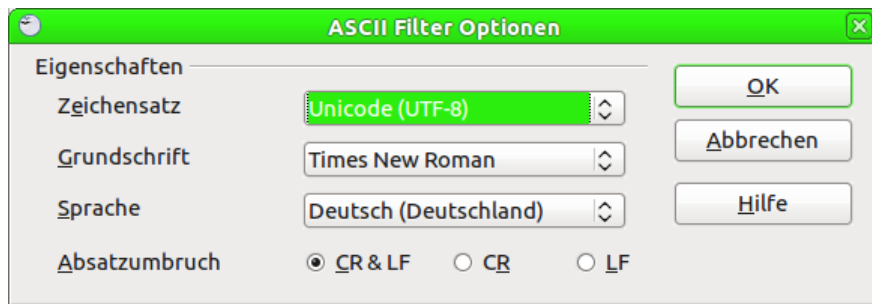 ASCII Filter Optionen
Eigenschaften
Zeichensatz Unicode (UTF-8)
Grundschrift Times New Roman
Sprache Deutsch (Deutschland)
Absatzumbruch CR & LF CR LF
OK
Abbrechen
Hilfe